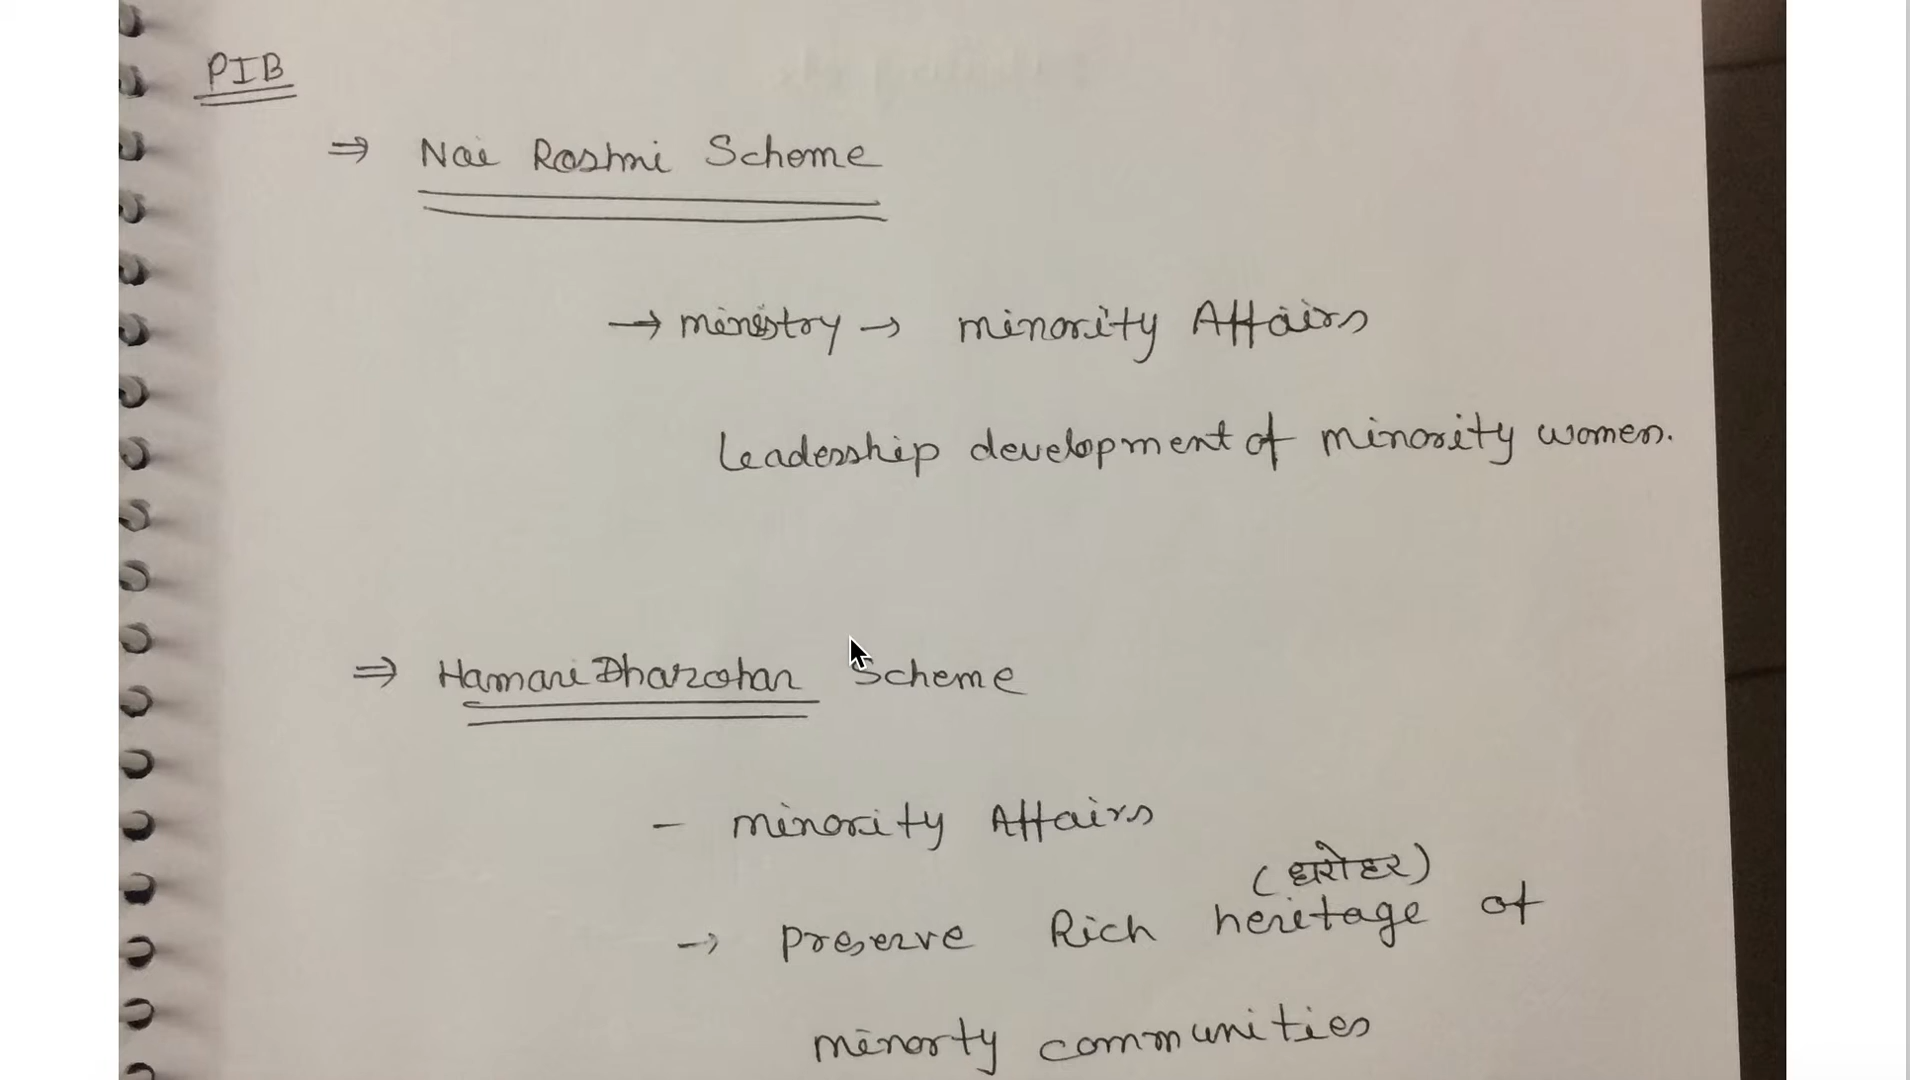 PIB
⇒ Nai Roshni Scheme
→ ministry → minority Affairs
Leadership development of minority women.
⇒ Hamari Dharohar Scheme
- minority Affairs
(धरोहर)
→ preserve Rich heritage of
minorty communities